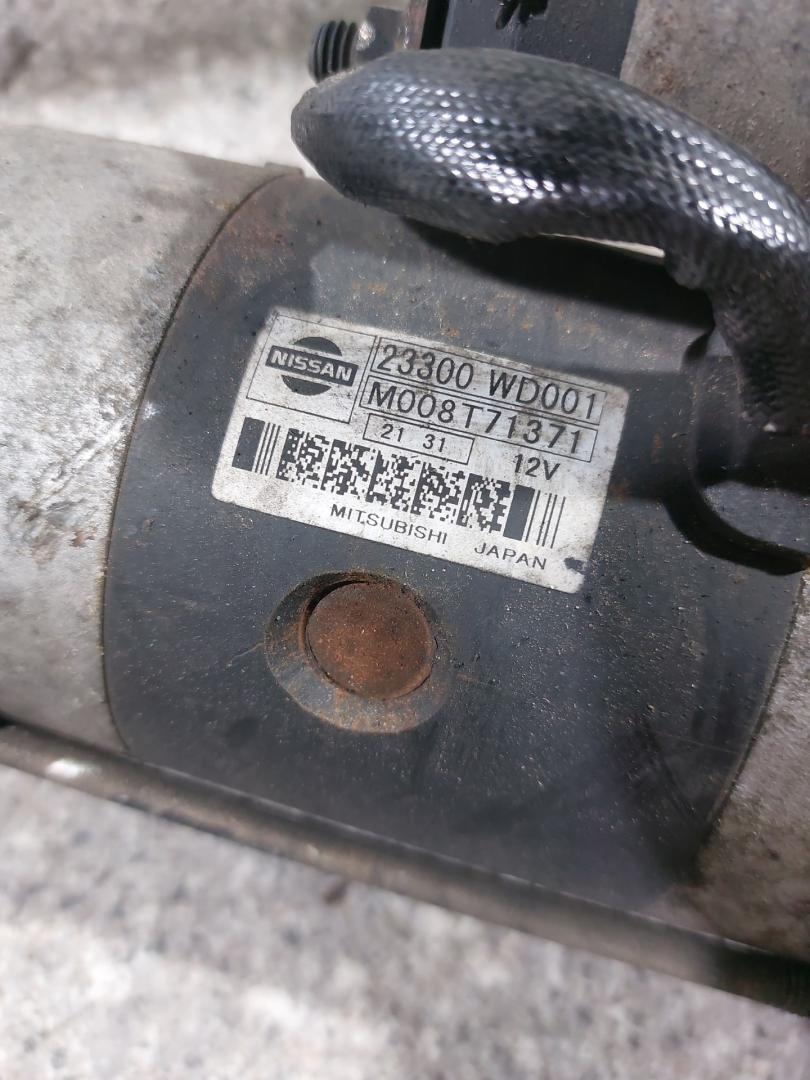 NISSAN
23300 WD001
M008T71371
21 31
12V
MITSUBISHI JAPAN